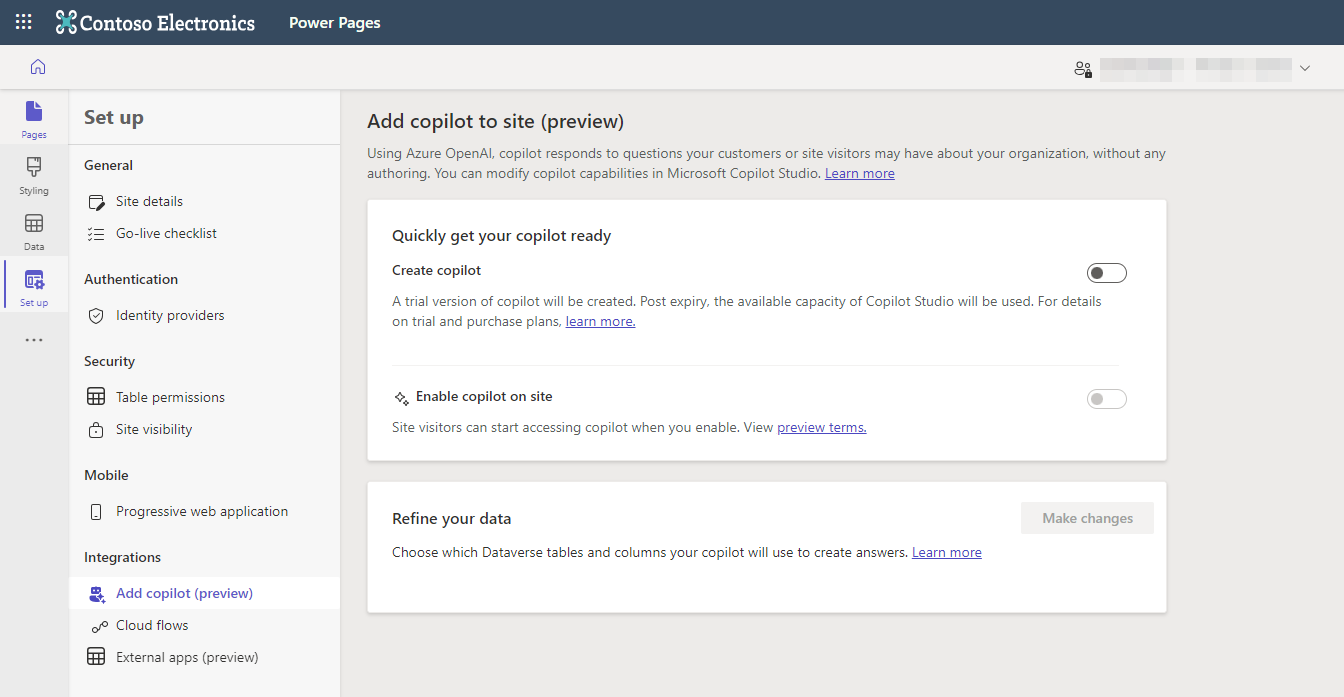 Contoso Electronics
Power Pages
Pages
Styling
Data
Set up
Set up
General
Site details
Go-live checklist
Authentication
Identity providers
Security
Table permissions
Site visibility
Mobile
Progressive web application
Integrations
Add copilot (preview)
Cloud flows
External apps (preview)
Add copilot to site (preview)
Using Azure OpenAI, copilot responds to questions your customers or site visitors may have about your organization, without any
authoring. You can modify copilot capabilities in Microsoft Copilot Studio. Learn more
Quickly get your copilot ready
Create copilot
A trial version of copilot will be created. Post expiry, the available capacity of Copilot Studio will be used. For details
on trial and purchase plans, learn more.
Enable copilot on site
Site visitors can start accessing copilot when you enable. View preview terms.
Refine your data
Make changes
Choose which Dataverse tables and columns your copilot will use to create answers. Learn more